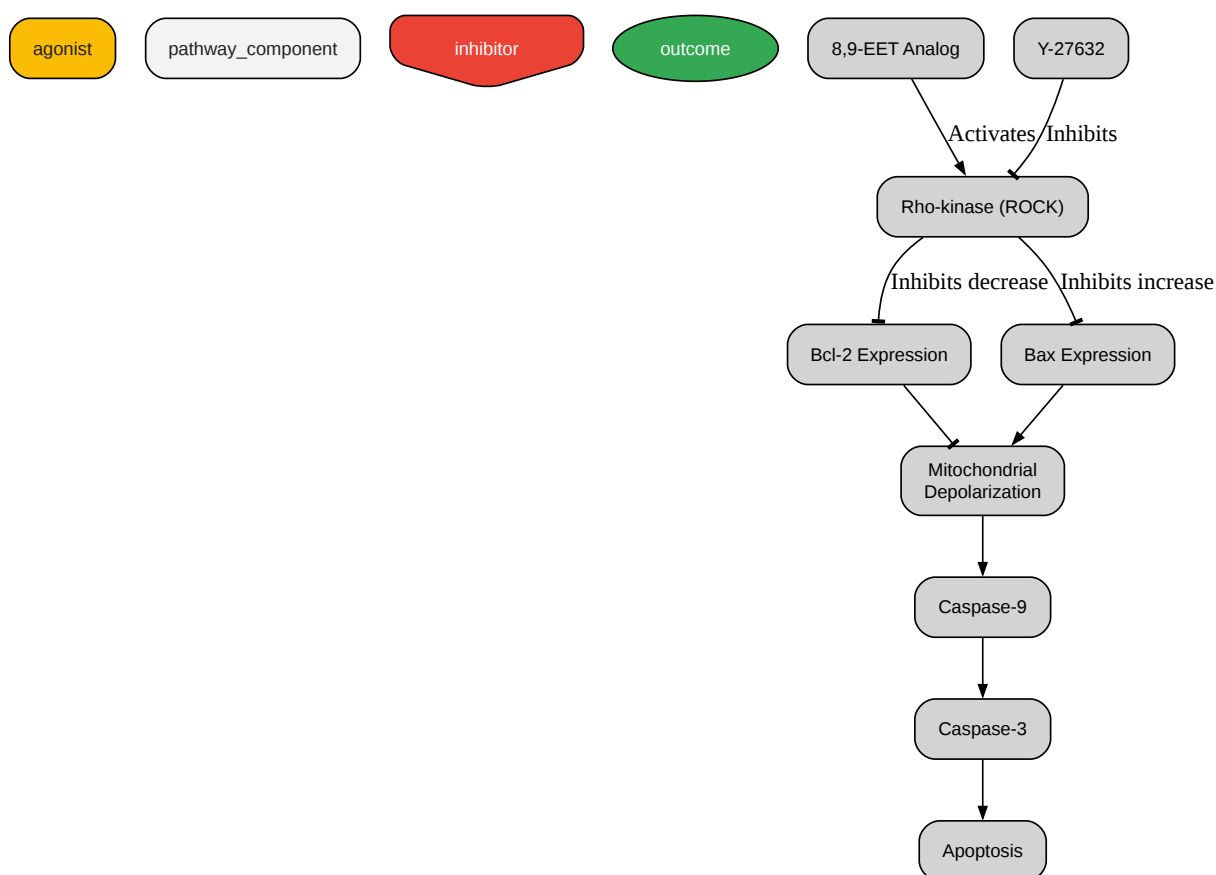 agonist
pathway_component
inhibitor
outcome
8,9-EET Analog
Y-27632
Activates
Inhibits
Rho-kinase (ROCK)
Inhibits decrease
Inhibits increase
Bcl-2 Expression
Bax Expression
Mitochondrial
Depolarization
Caspase-9
Caspase-3
Apoptosis